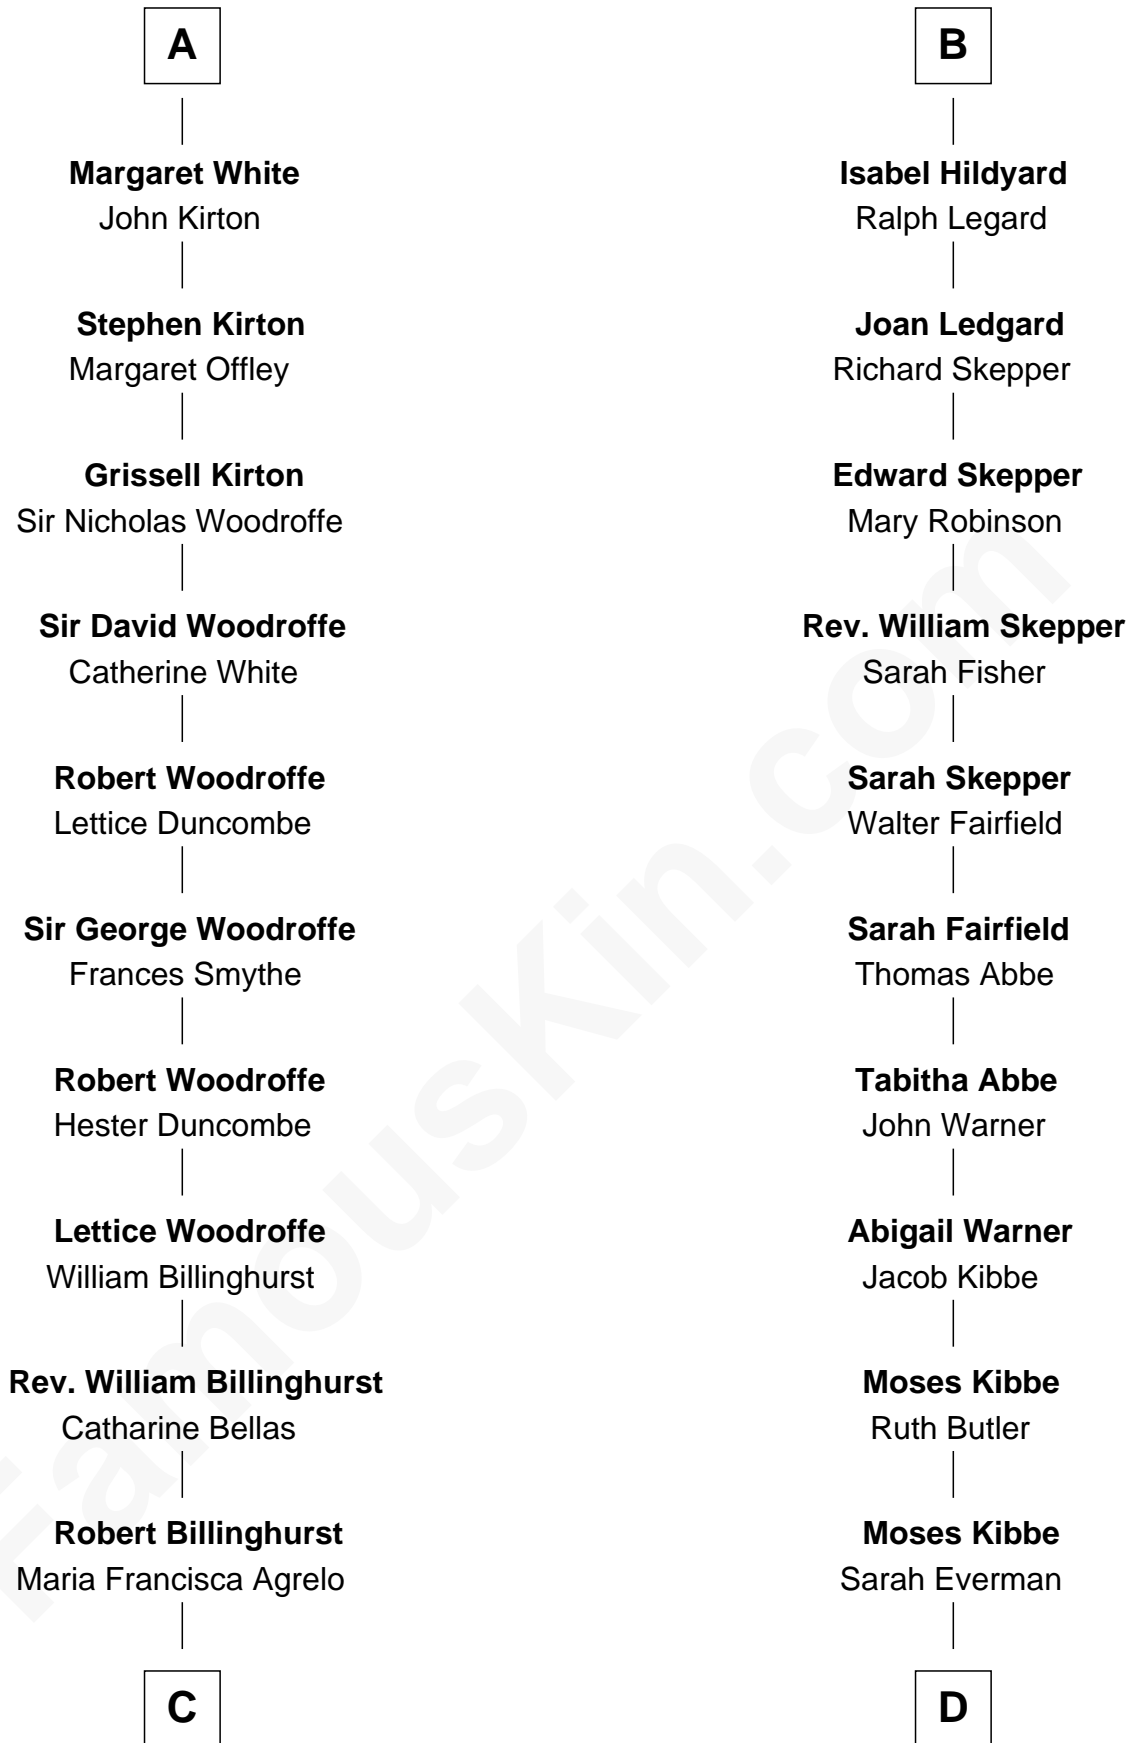 A
Margaret White
John Kirton
Stephen Kirton
Margaret Offley
Grissell Kirton
Sir Nicholas Woodroffe
Sir David Woodroffe
Catherine White
Robert Woodroffe
Lettice Duncombe
Sir George Woodroffe
Frances Smythe
Robert Woodroffe
Hester Duncombe
Lettice Woodroffe
William Billinghurst
Rev. William Billinghurst
Catharine Bellas
Robert Billinghurst
Maria Francisca Agrelo
C
B
Isabel Hildyard
Ralph Legard
Joan Ledgard
Richard Skepper
Edward Skepper
Mary Robinson
Rev. William Skepper
Sarah Fisher
Sarah Skepper
Walter Fairfield
Sarah Fairfield
Thomas Abbe
Tabitha Abbe
John Warner
Abigail Warner
Jacob Kibbe
Moses Kibbe
Ruth Butler
Moses Kibbe
Sarah Everman
D
FamousKin.com